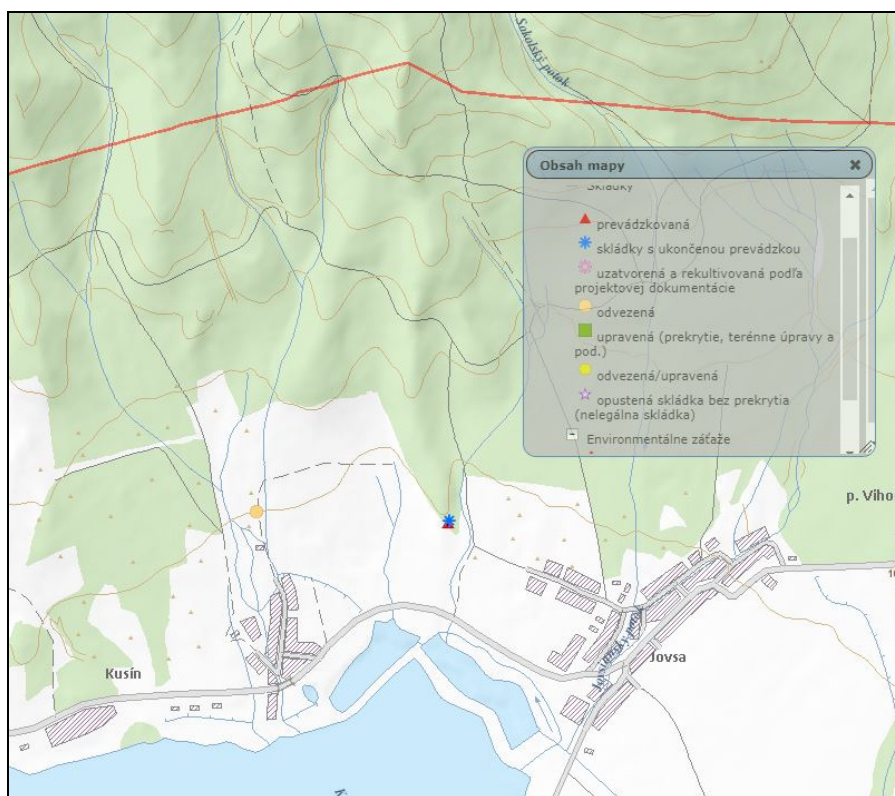 Sokolský potok
Obsah mapy
Skládky
prevádzkovaná
skládky s ukončenou prevádzkou
uzatvorená a rekultivovaná podľa
projektovej dokumentácie
odvezená
upravená (prekrytie, terénne úpravy a
pod.)
odvezená/upravená
opustená skládka bez prekrytia
(nelegálna skládka)
Environmentálne záťaže
p. Viho
Kusín
Jovsa